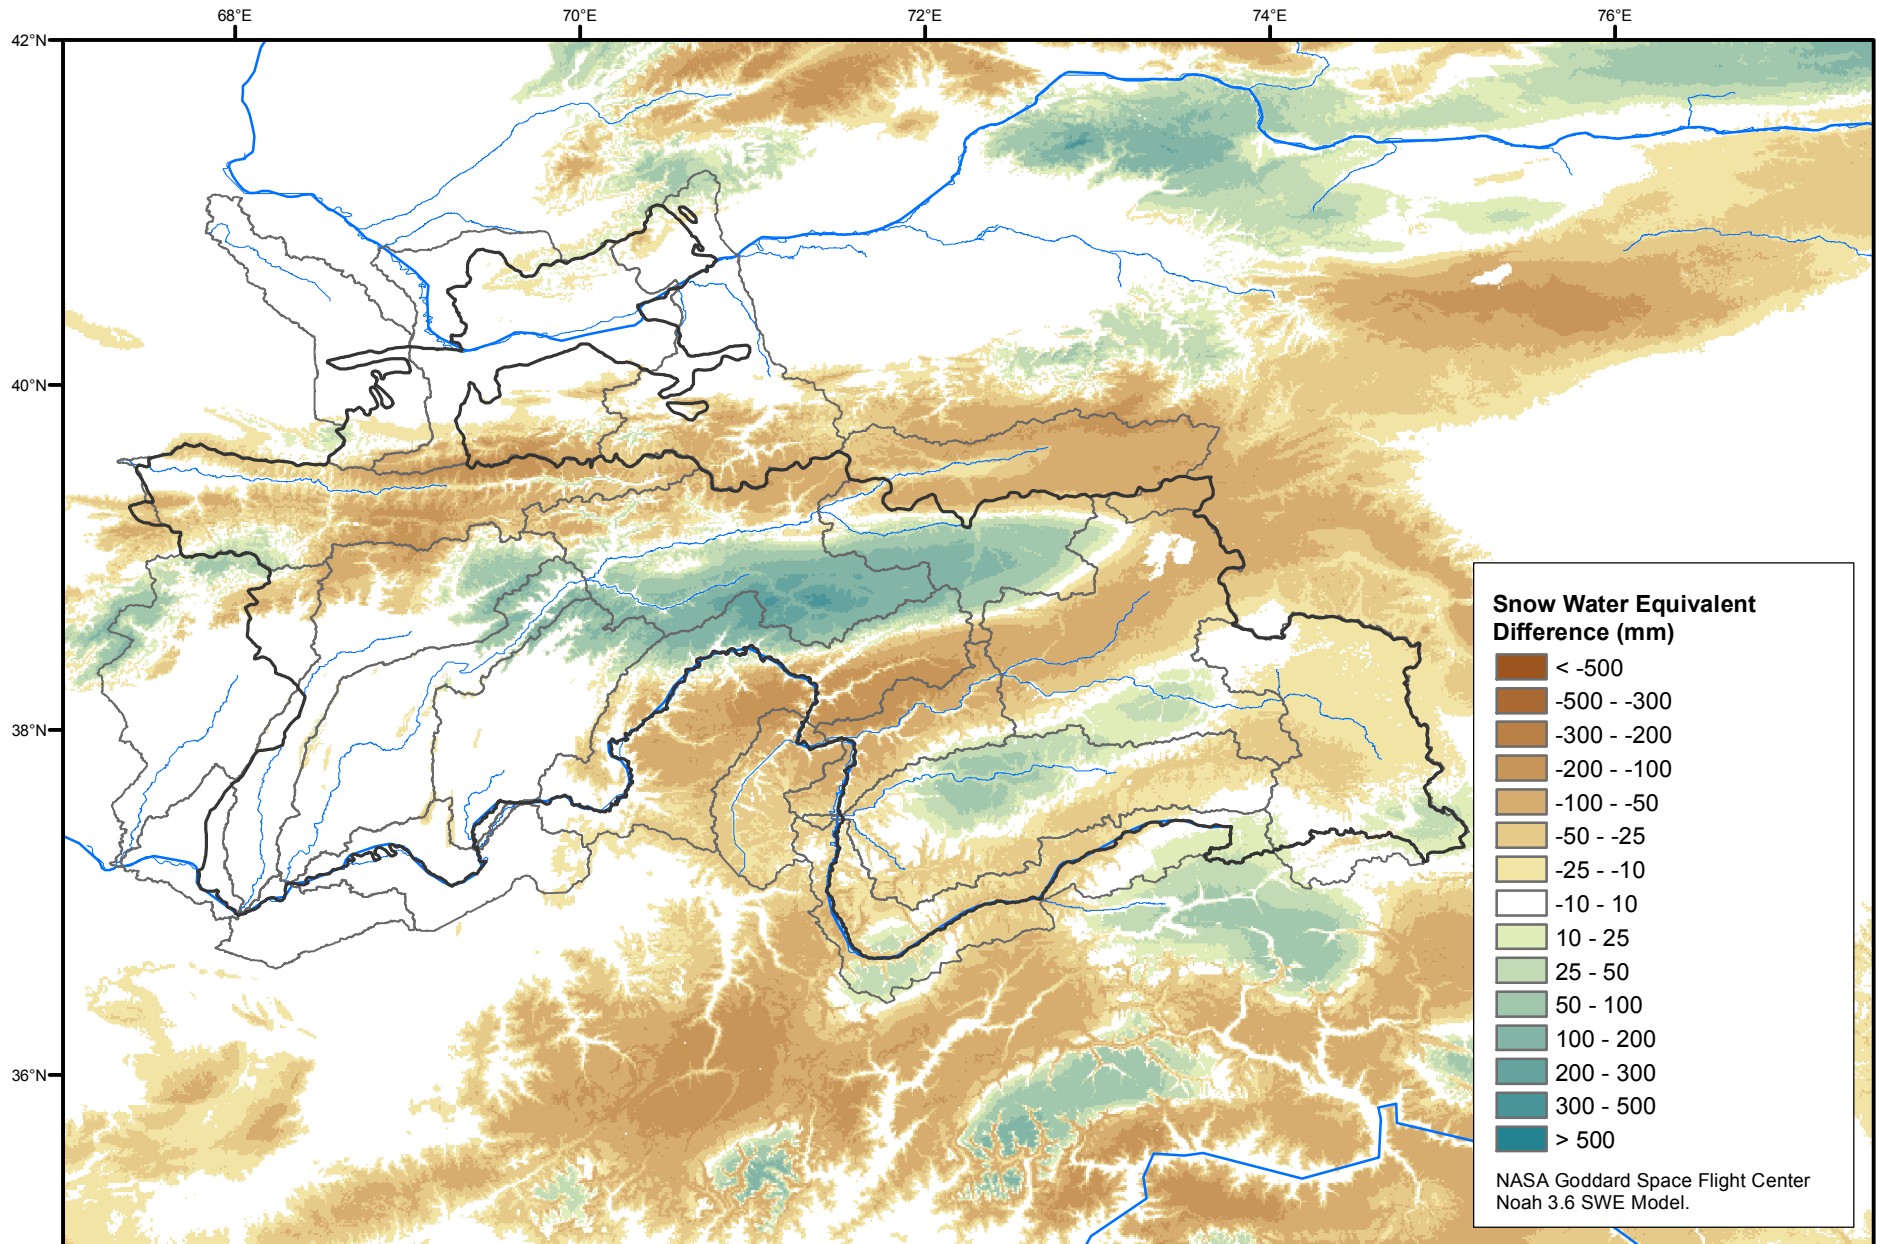 68°E 70°E 72°E 74°E 76°E
42°N
40°N
38°N
36°N
Snow Water Equivalent
Difference (mm)
< -500
-500 - -300
-300 - -200
-200 - -100
-100 - -50
-50 - -25
-25 - -10
-10 - 10
10 - 25
25 - 50
50 - 100
100 - 200
200 - 300
300 - 500
> 500
NASA Goddard Space Flight Center
Noah 3.6 SWE Model.